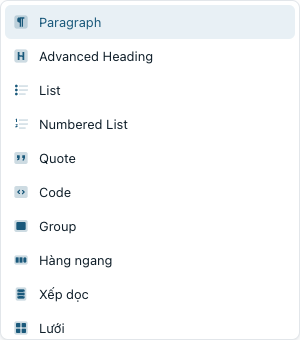 Paragraph
Advanced Heading
List
Numbered List
Quote
Code
Group
Hàng ngang
Xếp dọc
Lưới